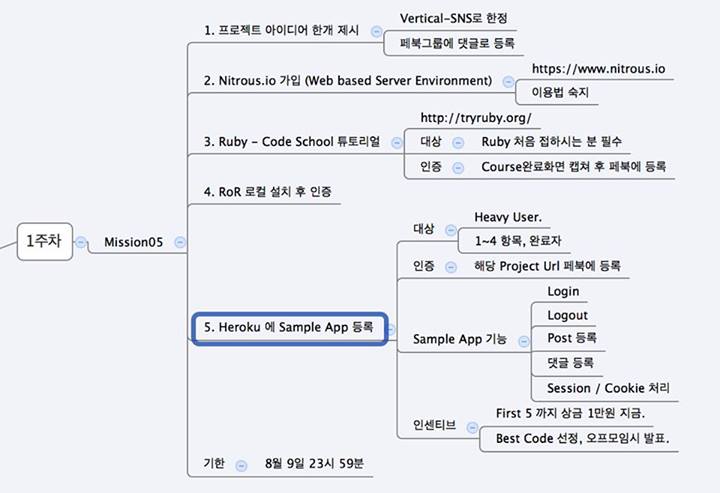 1주차
Mission05
1. 프로젝트 아이디어 한개 제시
Vertical-SNS로 한정
페북그룹에 댓글로 등록
2. Nitrous.io 가입 (Web based Server Environment)
https://www.nitrous.io
이용법 숙지
3. Ruby - Code School 튜토리얼
http://tryruby.org/
대상
Ruby 처음 접하시는 분 필수
인증
Course완료화면 캡쳐 후 페북에 등록
4. RoR 로컬 설치 후 인증
5. Heroku 에 Sample App 등록
대상
Heavy User.
1~4 항목, 완료자
인증
해당 Project Url 페북에 등록
Sample App 기능
Login
Logout
Post 등록
댓글 등록
Session / Cookie 처리
인센티브
First 5 까지 상금 1만원 지금.
Best Code 선정, 오프모임시 발표.
기한
8월 9일 23시 59분